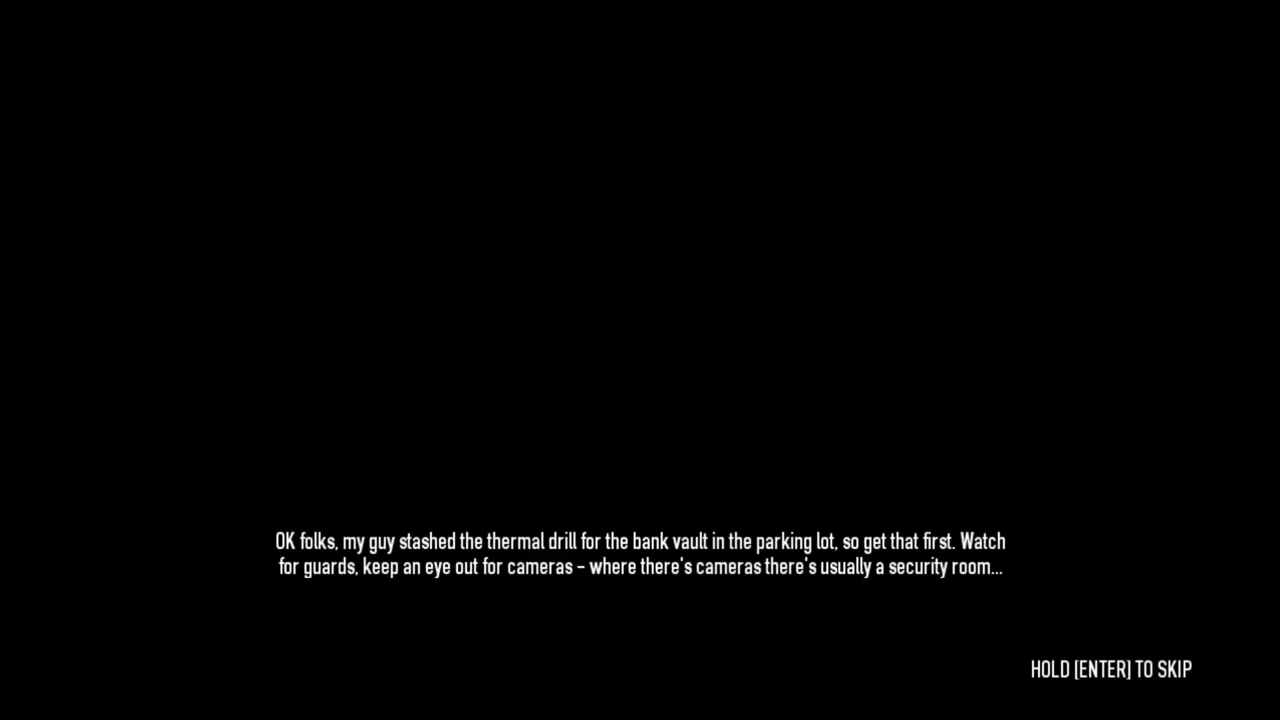 OK folks, my guy stashed the thermal drill for the bank vault in the parking lot, so get that first. Watch
for guards, keep an eye out for cameras - where there's cameras there's usually a security room...
HOLD [ENTER] TO SKIP